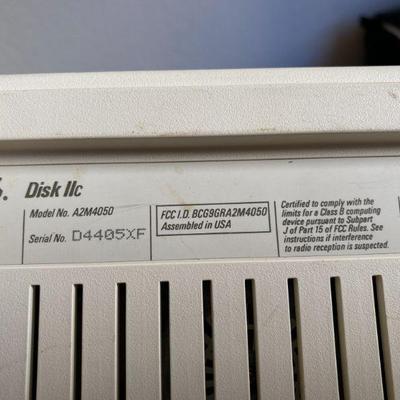 Disk IIc
Model No. A2M4050
Serial No. D4405XF
FCC I.D. BCG9GRA2M4050
Assembled in USA
Certified to comply with the
limits for a Class B computing
device pursuant to Subpart
J of Part 15 of FCC Rules. See
instructions if interference
to radio reception is suspected.